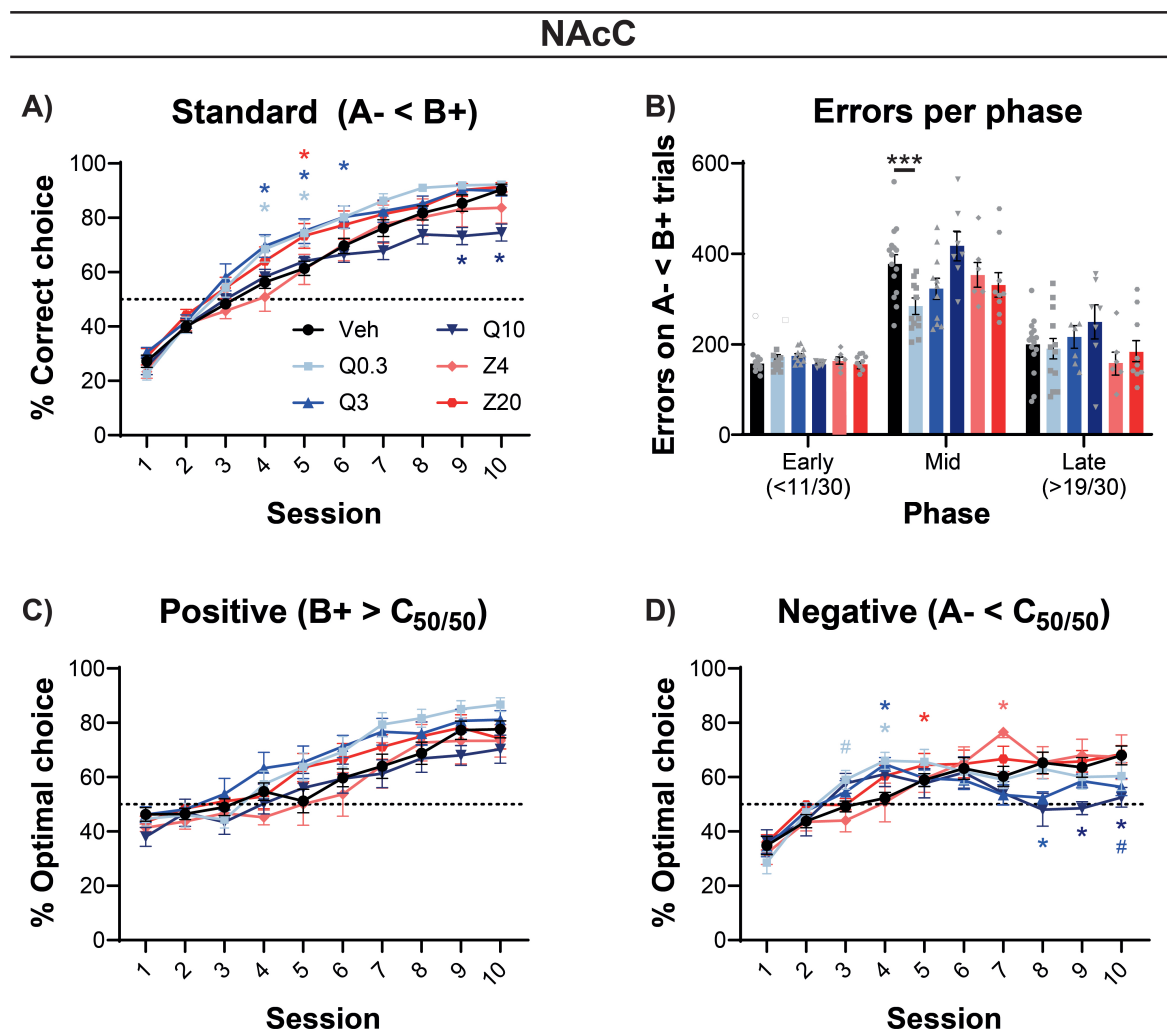 NAcC
A)
Standard (A- < B+)
% Correct choice
100
80
60
40
20
0
* * *
* * *
* *
Veh
Q0.3
Q3
Q10
Z4
Z20
1 2 3 4 5 6 7 8 9 10
Session
B)
Errors per phase
Errors on A- < B+ trials
600
400
200
0
***
Early
(<11/30)
Mid
Late
(>19/30)
Phase
C)
Positive (B+ > C50/50)
% Optimal choice
100
80
60
40
20
0
1 2 3 4 5 6 7 8 9 10
Session
D)
Negative (A- < C50/50)
% Optimal choice
100
80
60
40
20
0
# * * * *
* * * #
1 2 3 4 5 6 7 8 9 10
Session